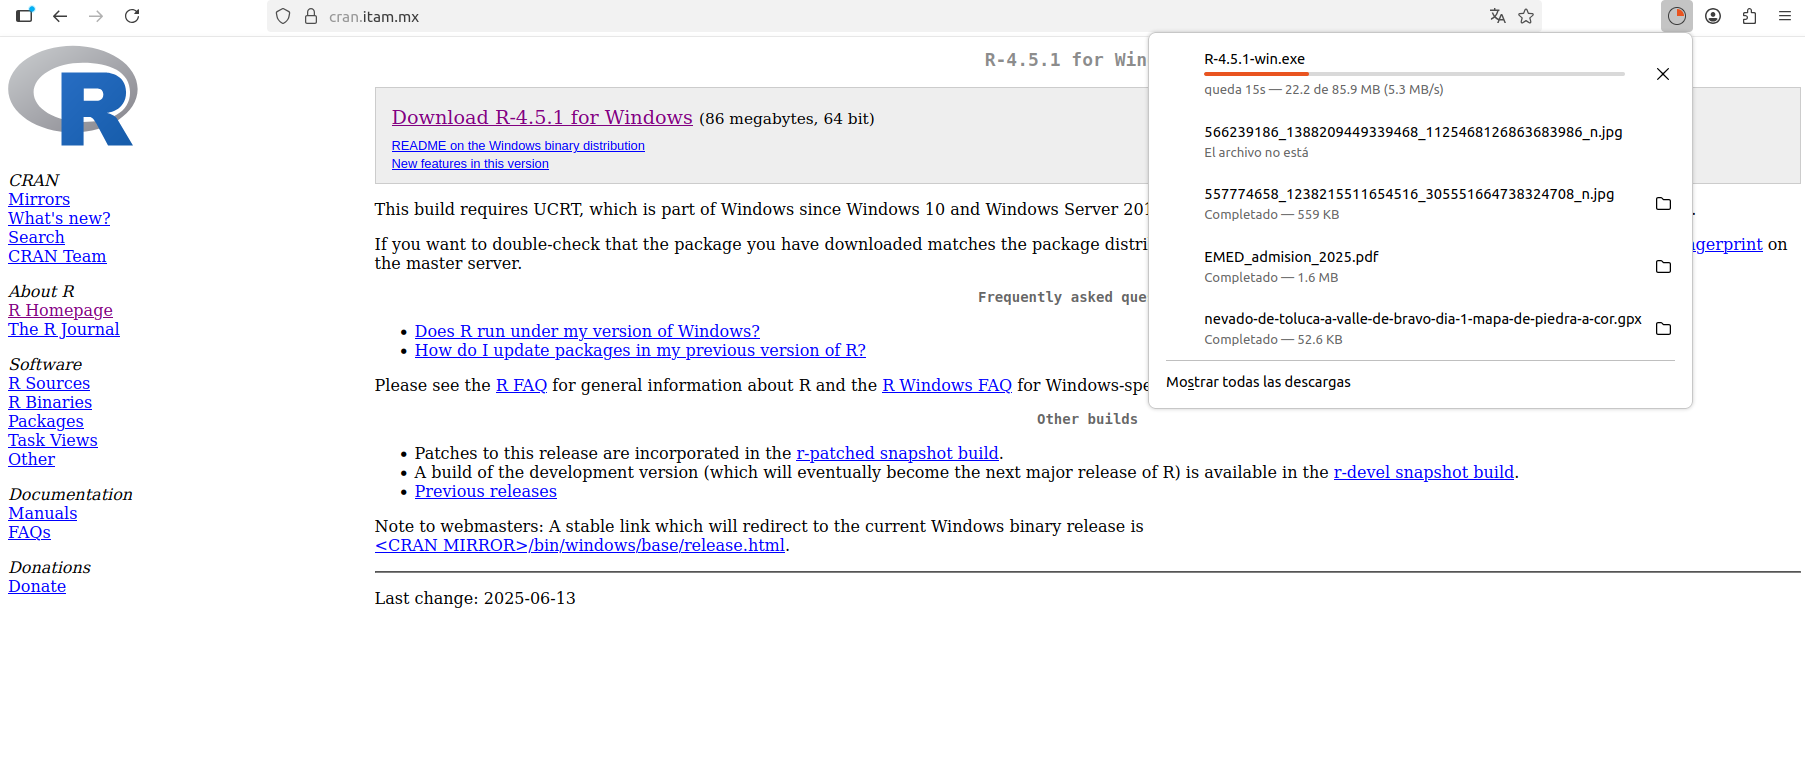 cran.itam.mx
R
CRAN
Mirrors
What's new?
Search
CRAN Team
About R
R Homepage
The R Journal
Software
R Sources
R Binaries
Packages
Task Views
Other
Documentation
Manuals
FAQs
Donations
Donate
R-4.5.1 for Win
Download R-4.5.1 for Windows (86 megabytes, 64 bit)
README on the Windows binary distribution
New features in this version
This build requires UCRT, which is part of Windows since Windows 10 and Windows Server 201
.
If you want to double-check that the package you have downloaded matches the package distri
gerprint on
the master server.
Frequently asked que
Does R run under my version of Windows?
How do I update packages in my previous version of R?
Please see the R FAQ for general information about R and the R Windows FAQ for Windows-spe
Other builds
Patches to this release are incorporated in the r-patched snapshot build.
A build of the development version (which will eventually become the next major release of R) is available in the r-devel snapshot build.
Previous releases
Note to webmasters: A stable link which will redirect to the current Windows binary release is
<CRAN MIRROR>/bin/windows/base/release.html.
Last change: 2025-06-13
R-4.5.1-win.exe
queda 15s — 22.2 de 85.9 MB (5.3 MB/s)
566239186_1388209449339468_1125468126863683986_n.jpg
El archivo no está
557774658_1238215511654516_305551664738324708_n.jpg
Completado — 559 KB
EMED_admision_2025.pdf
Completado — 1.6 MB
nevado-de-toluca-a-valle-de-bravo-dia-1-mapa-de-piedra-a-cor.gpx
Completado — 52.6 KB
Mostrar todas las descargas